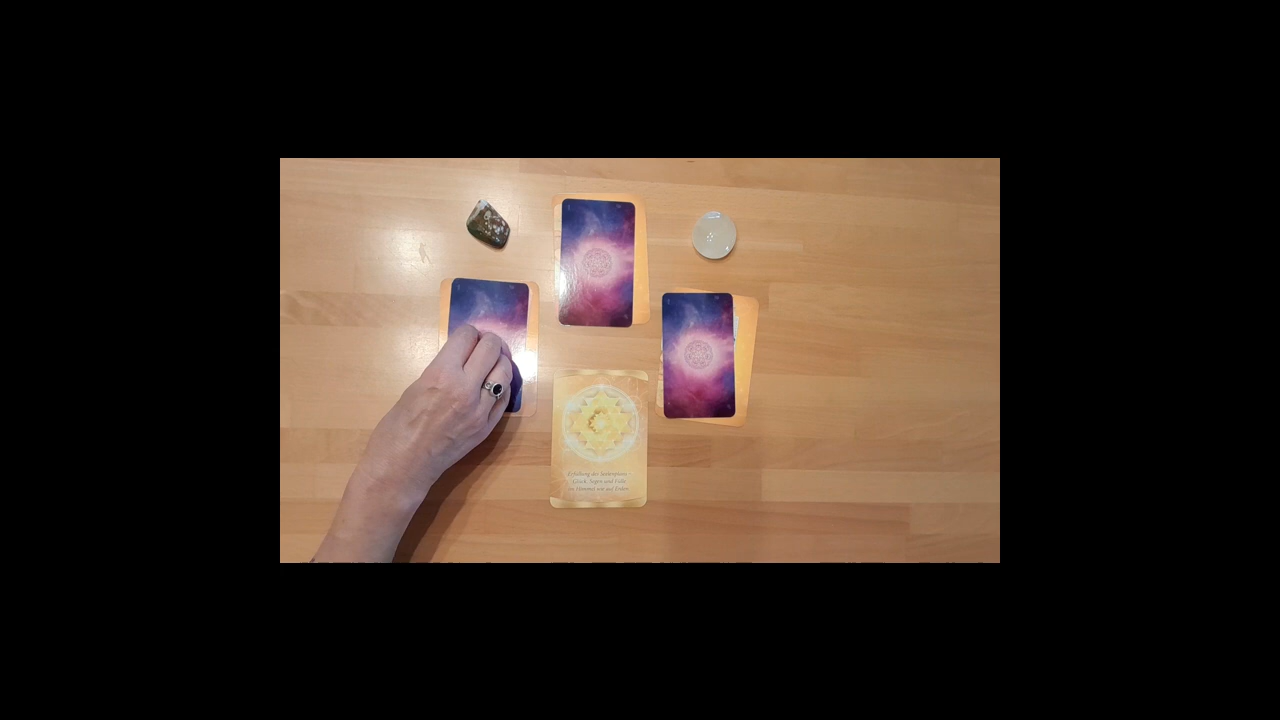 Erfüllung des Seelenplans –
Glück, Segen und Fülle
im Himmel wie auf Erden